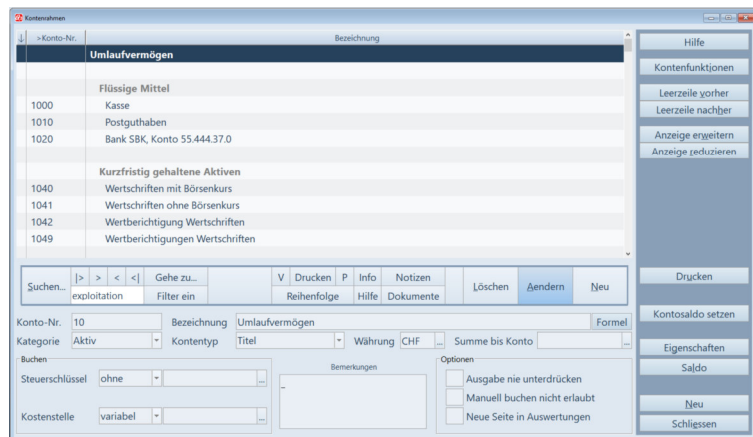 Kontenrahmen
>Konto-Nr. Bezeichnung
Umlaufvermögen
Flüssige Mittel
1000 Kasse
1010 Postguthaben
1020 Bank SBK, Konto 55.444.37.0
Kurzfristig gehaltene Aktiven
1040 Wertschriften mit Börsenkurs
1041 Wertschriften ohne Börsenkurs
1042 Wertberichtigung Wertschriften
1049 Wertberichtigungen Wertschriften
Hilfe
Kontenfunktionen
Leerzeile vorher
Leerzeile nachher
Anzeige erweitern
Anzeige reduzieren
Drucken
Kontosaldo setzen
Eigenschaften
Saldo
Neu
Schliessen
Suchen... |> > < <| Gehe zu... V Drucken P Info Notizen Löschen Aendern Neu
exploitation Filter ein Reihenfolge Hilfe Dokumente
Konto-Nr. 10 Bezeichnung Umlaufvermögen Formel
Kategorie Aktiv Kontentyp Titel Währung CHF ... Summe bis Konto ...
Buchen
Steuerschlüssel ohne ...
Kostenstelle variabel ...
Bemerkungen
Optionen
Ausgabe nie unterdrücken
Manuell buchen nicht erlaubt
Neue Seite in Auswertungen